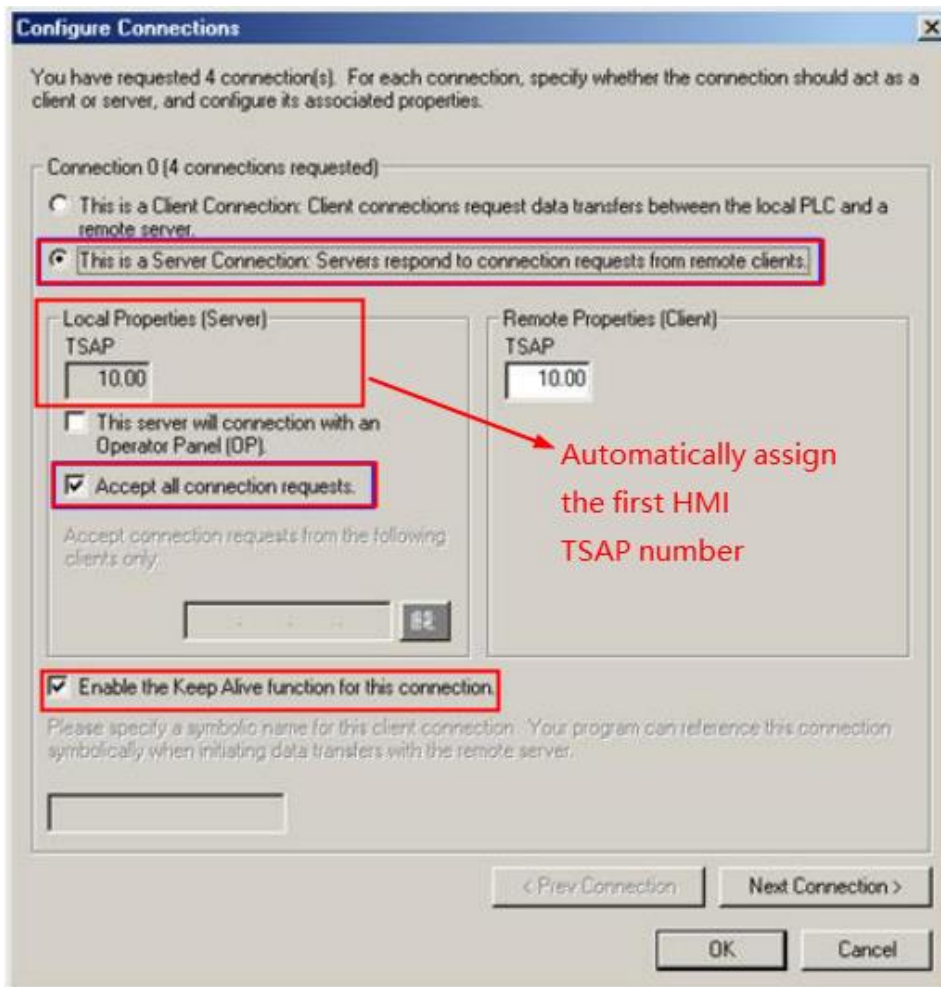 Configure Connections
You have requested 4 connection(s). For each connection, specify whether the connection should act as a
client or server, and configure its associated properties.
Connection 0 (4 connections requested)
This is a Client Connection: Client connections request data transfers between the local PLC and a
remote server.
This is a Server Connection: Servers respond to connection requests from remote clients.
Local Properties (Server)
TSAP
10.00
This server will connection with an
Operator Panel (OP).
Accept all connection requests.
Accept connection requests from the following
clients only
Remote Properties (Client)
TSAP
10.00
Automatically assign
the first HMI
TSAP number
Enable the Keep Alive function for this connection.
Please specify a symbolic name for this client connection. Your program can reference this connection
symbolically when initiating data transfers with the remote server.
< Prev Connection
Next Connection >
OK
Cancel